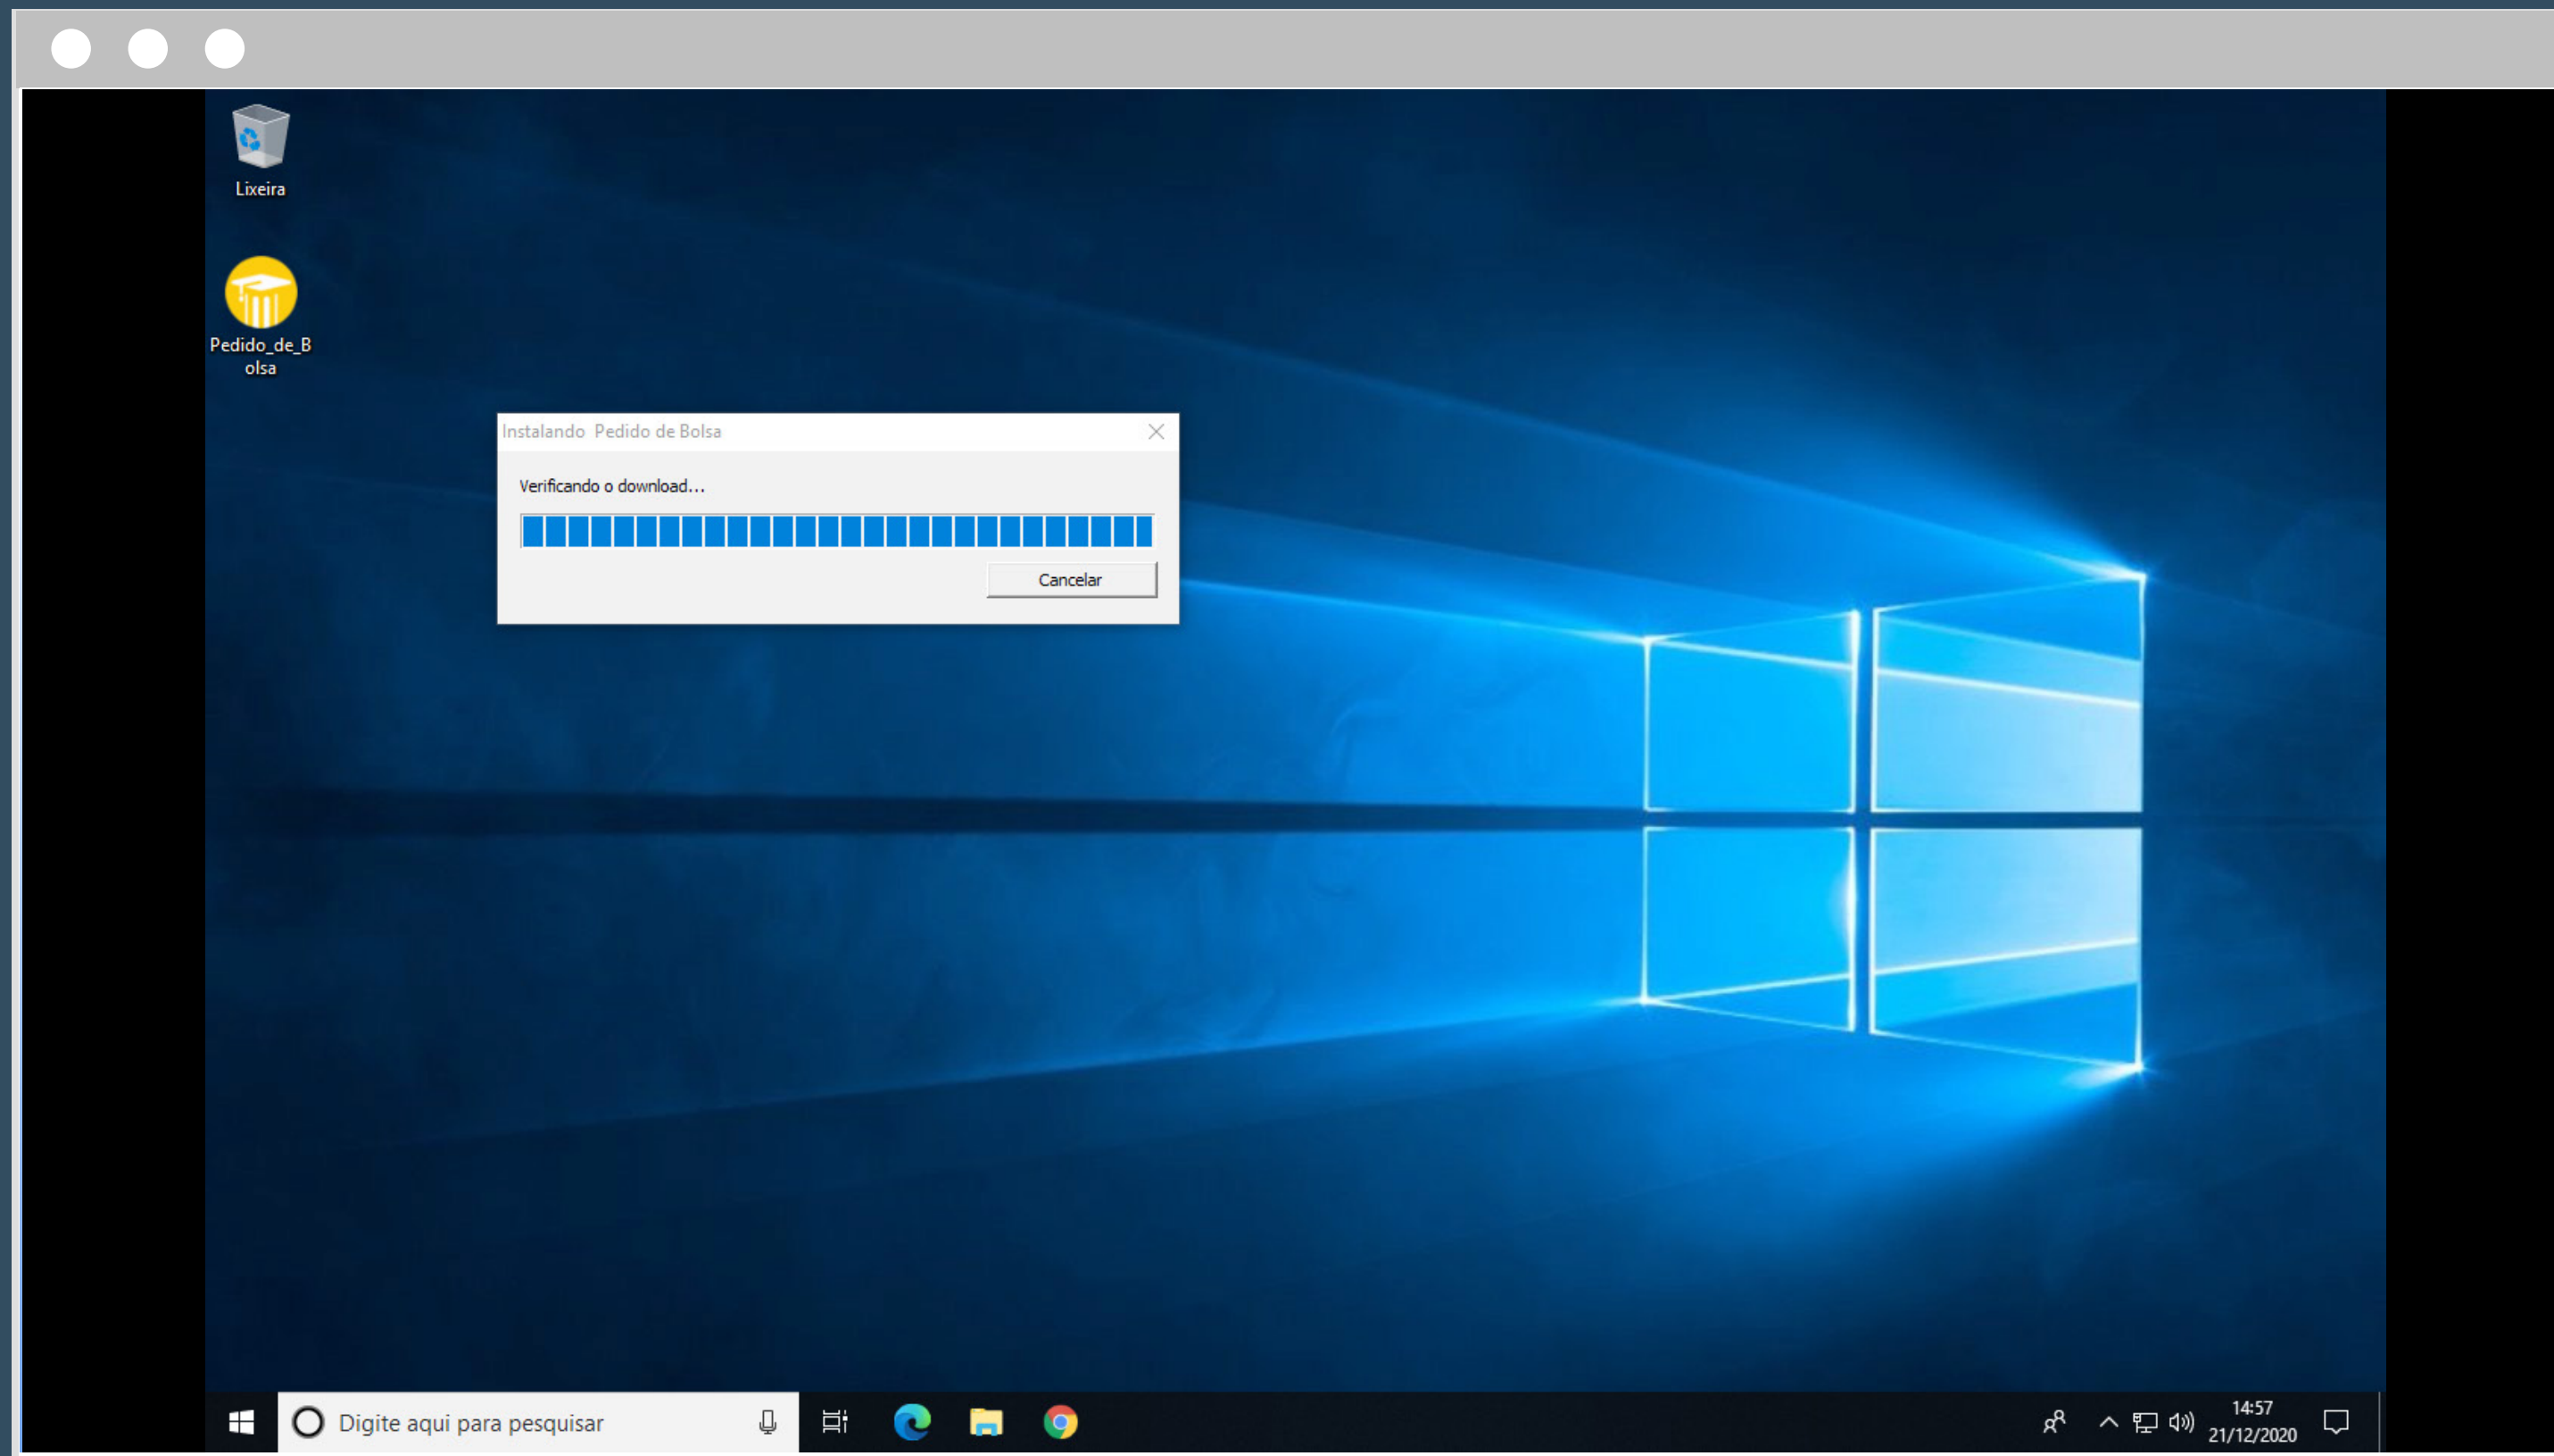 Lixeira
Pedido_de_B
olsa
Instalando  Pedido de Bolsa
Verificando o download...
Cancelar
Digite aqui para pesquisar
14:57
21/12/2020